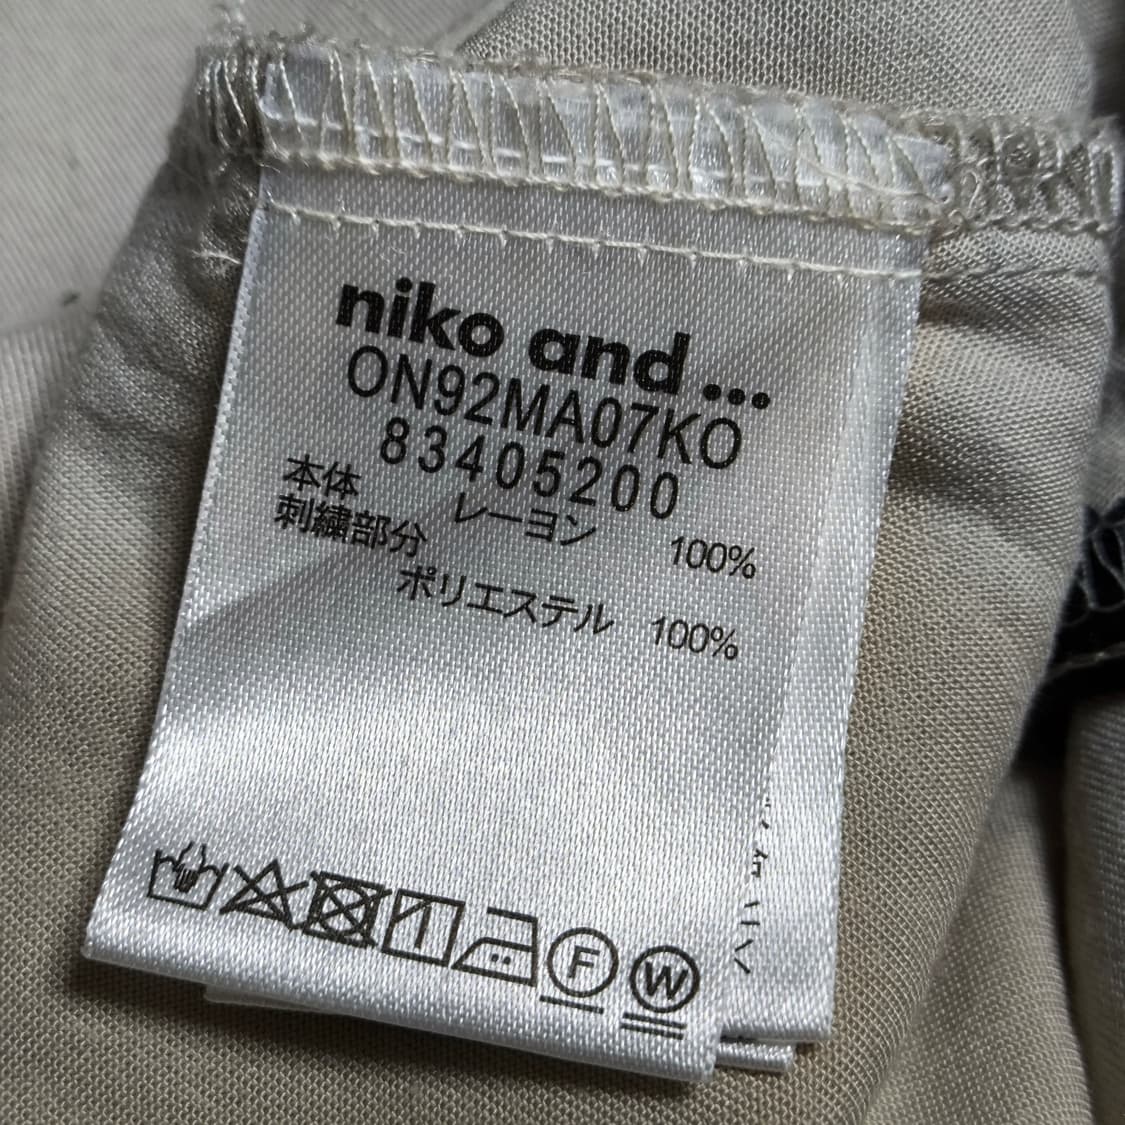 niko and ...
ON92MA07KO
83405200
本体 レーヨン 100%
刺繍部分
ポリエステル 100%
F W